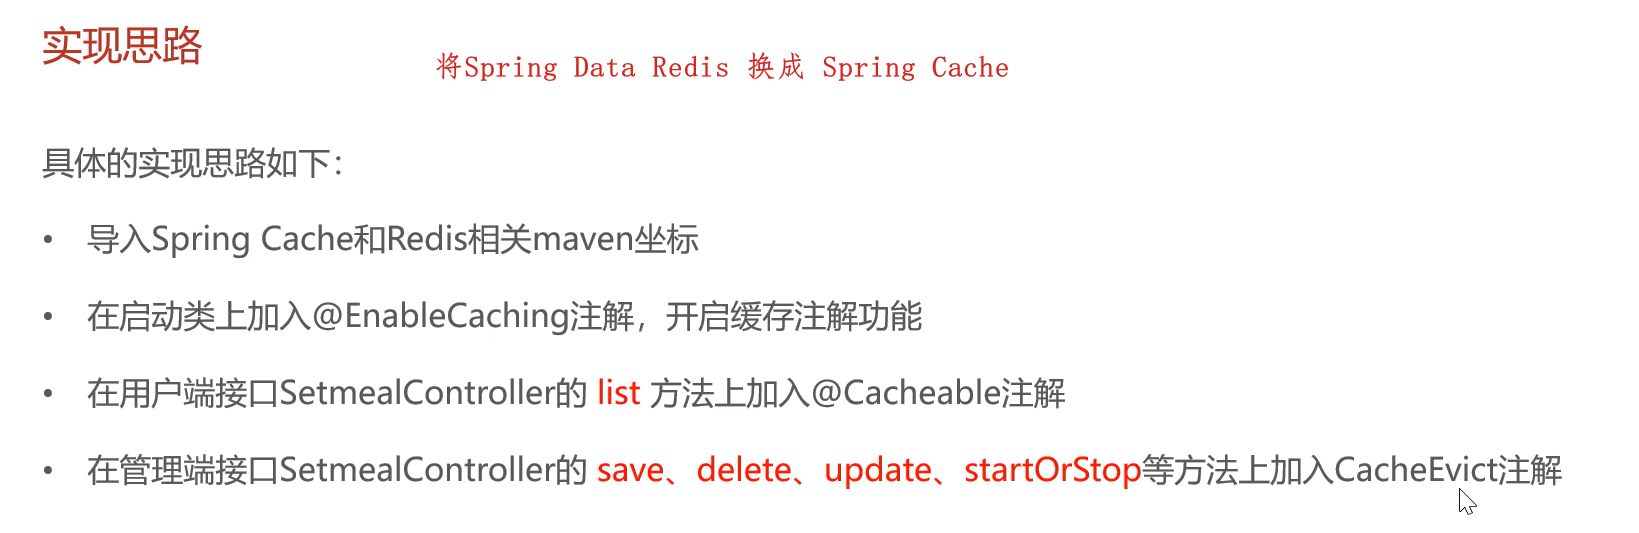 实现思路
将Spring Data Redis 换成 Spring Cache
具体的实现思路如下：
• 导入Spring Cache和Redis相关maven坐标
• 在启动类上加入@EnableCaching注解，开启缓存注解功能
• 在用户端接口SetmealController的 list 方法上加入@Cacheable注解
• 在管理端接口SetmealController的 save、delete、update、startOrStop等方法上加入CacheEvict注解